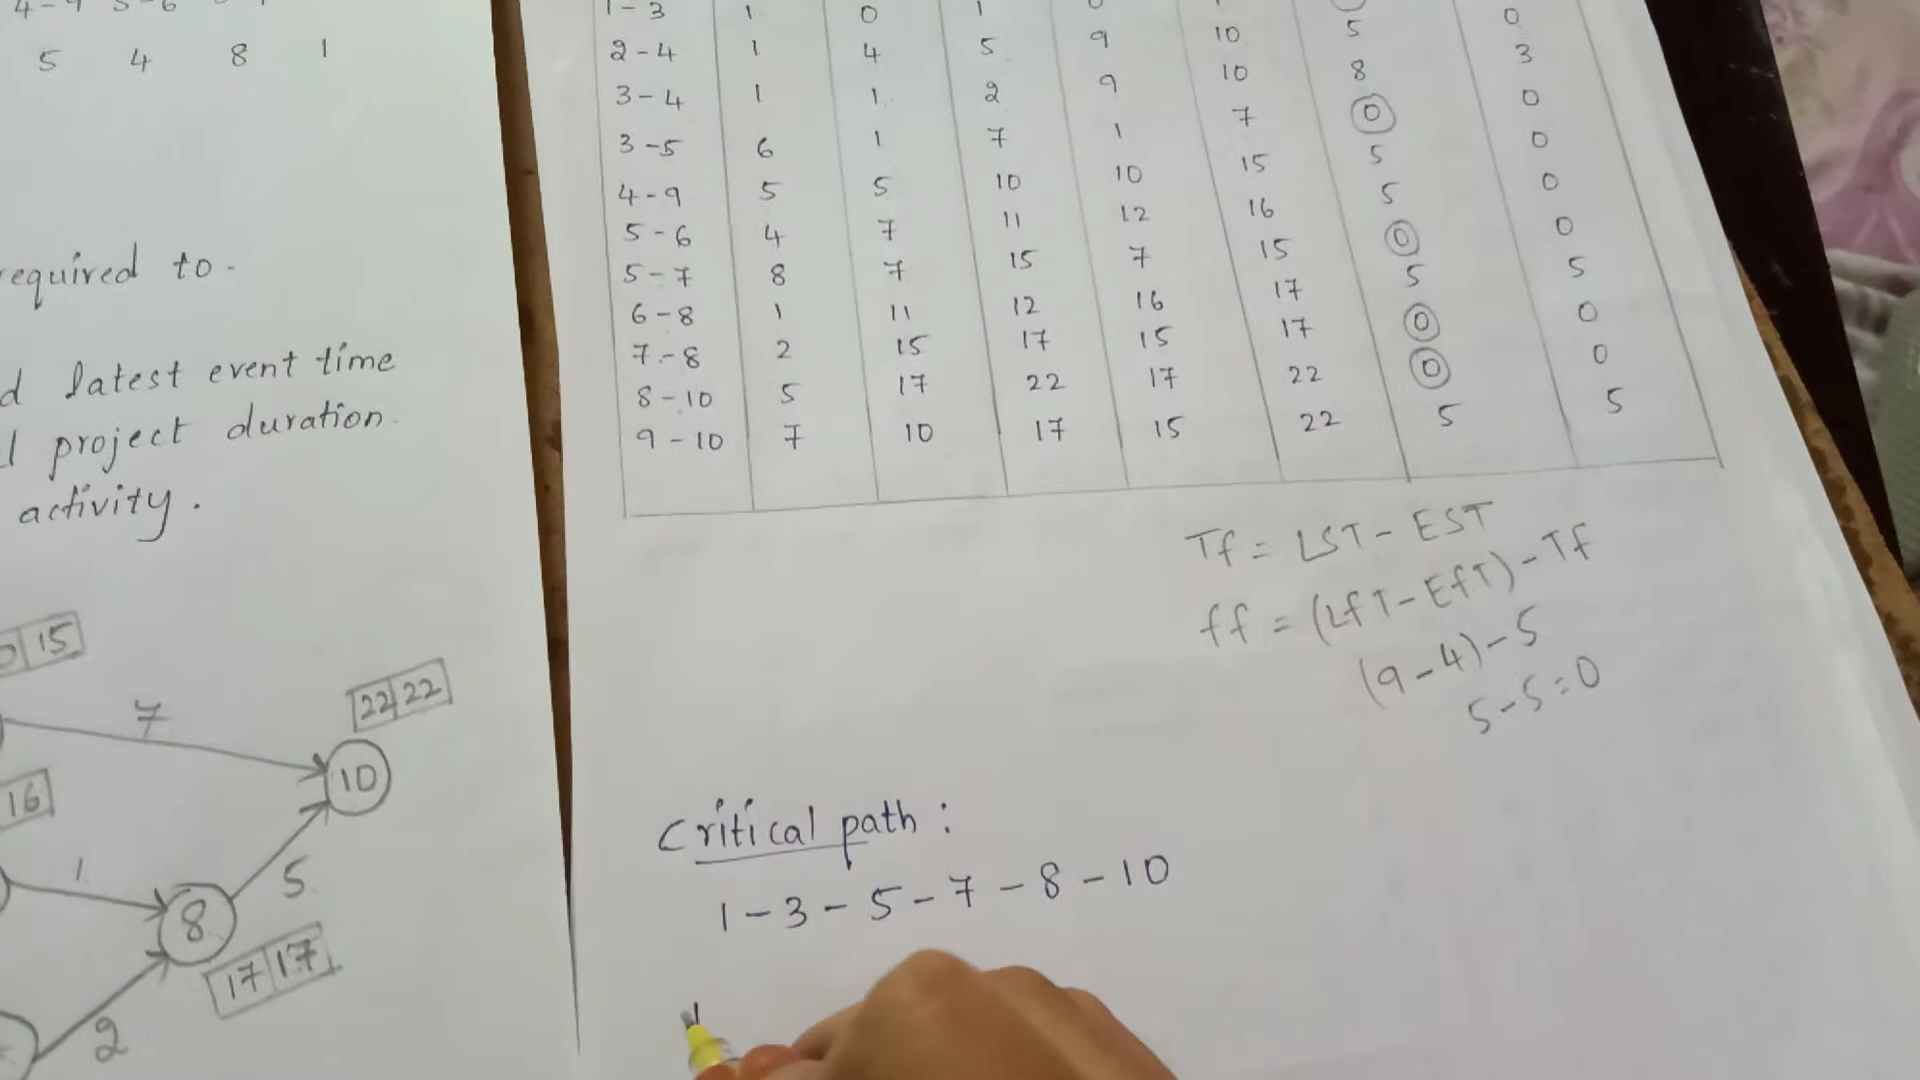 5 4 8 1
required to.
latest event time
project duration.
activity.
15
7
22 22
10
16
1
5
8
17 17
2
1-3 1 0 1
2-4 1 4 5 9 10 5 0
3-4 1 1 2 9 10 8 3
3-5 6 1 7 1 7 0 0
4-9 5 5 10 10 15 5 0
5-6 4 7 11 12 16 5 0
5-7 8 7 15 7 15 0 0
6-8 1 11 12 16 17 5 5
7-8 2 15 17 15 17 0 0
8-10 5 17 22 17 22 0 0
9-10 7 10 17 15 22 5 5
Tf = LST - EST
ff = (LfT - EfT) - Tf
(9-4)-5
5-5=0
Critical path :
1-3-5-7-8-10